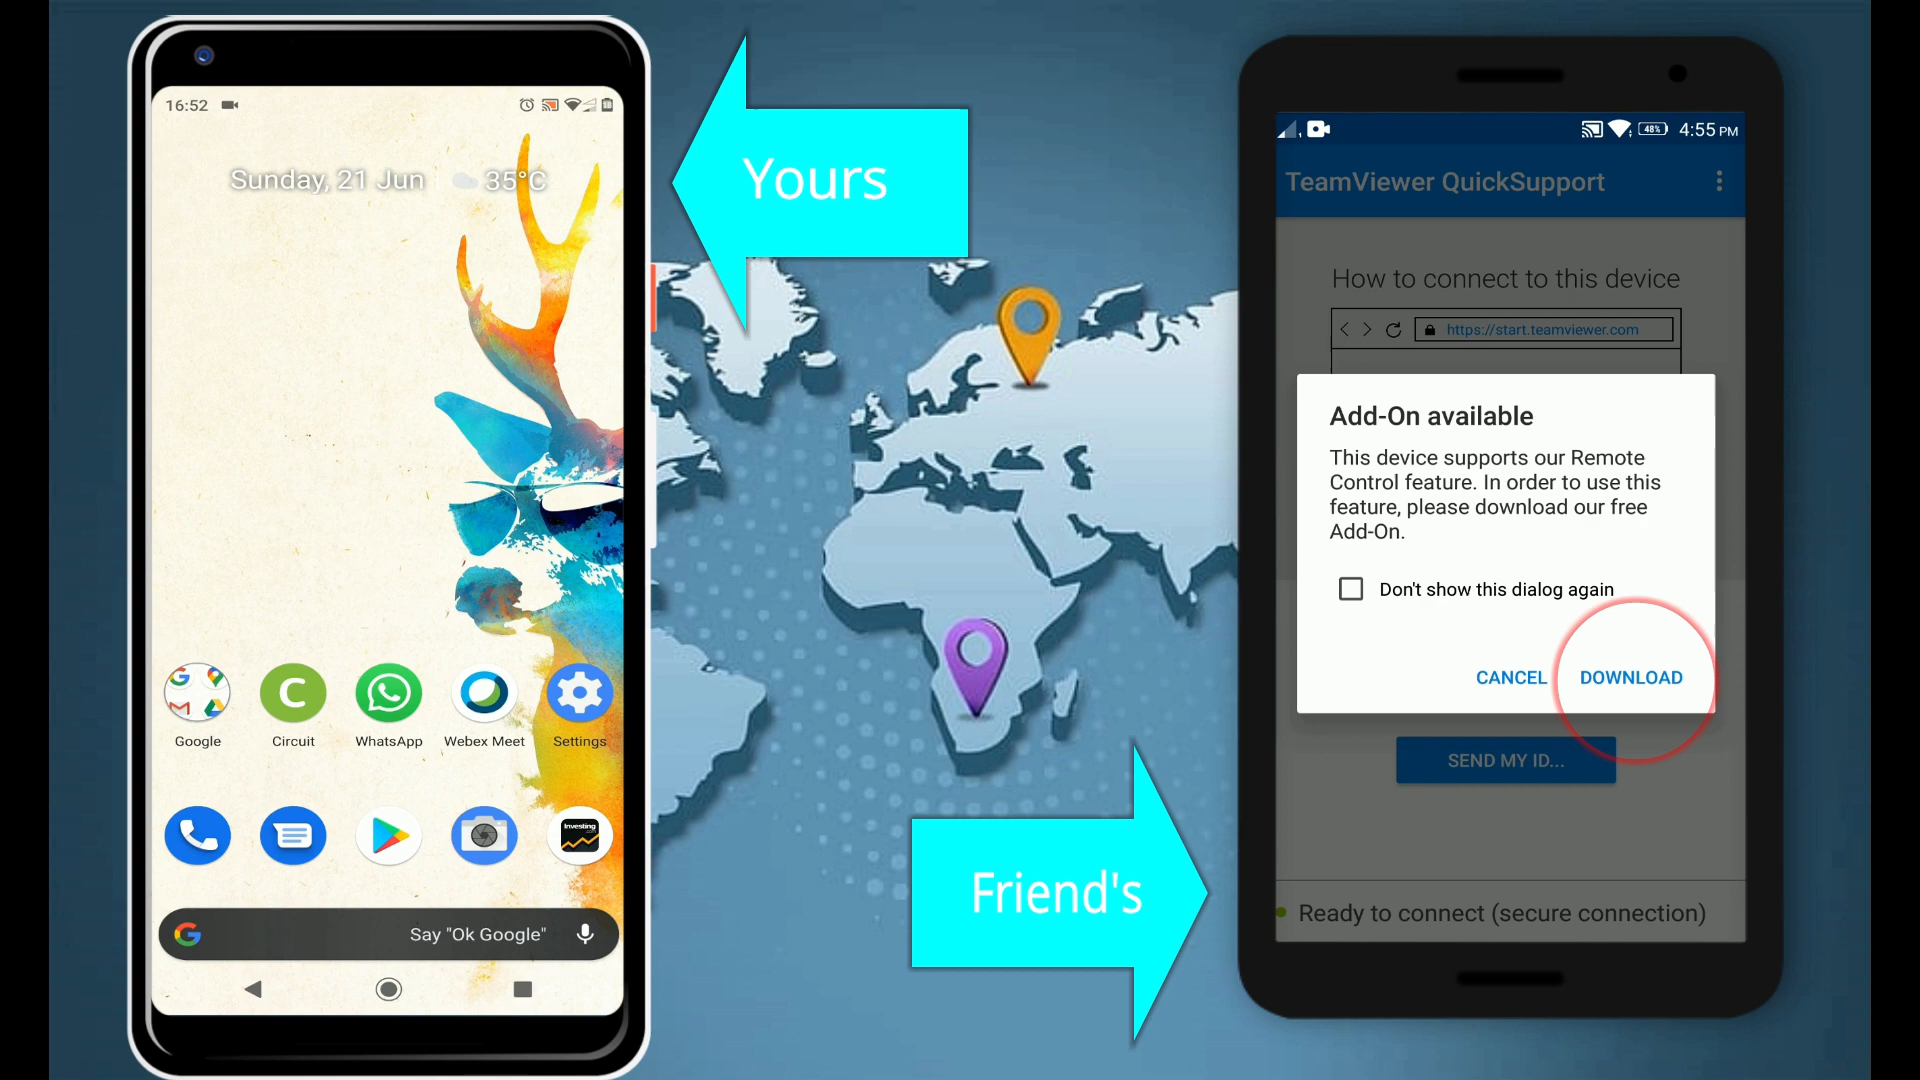 16:52
Sunday, 21 Jun 35°C
Google
Circuit
WhatsApp
Webex Meet
Settings
Investing
Say "Ok Google"
Yours
Friend's
48%
4:55 PM
TeamViewer QuickSupport
How to connect to this device
https://start.teamviewer.com
Add-On available
This device supports our Remote
Control feature. In order to use this
feature, please download our free
Add-On.
Don't show this dialog again
CANCEL
DOWNLOAD
SEND MY ID...
Ready to connect (secure connection)